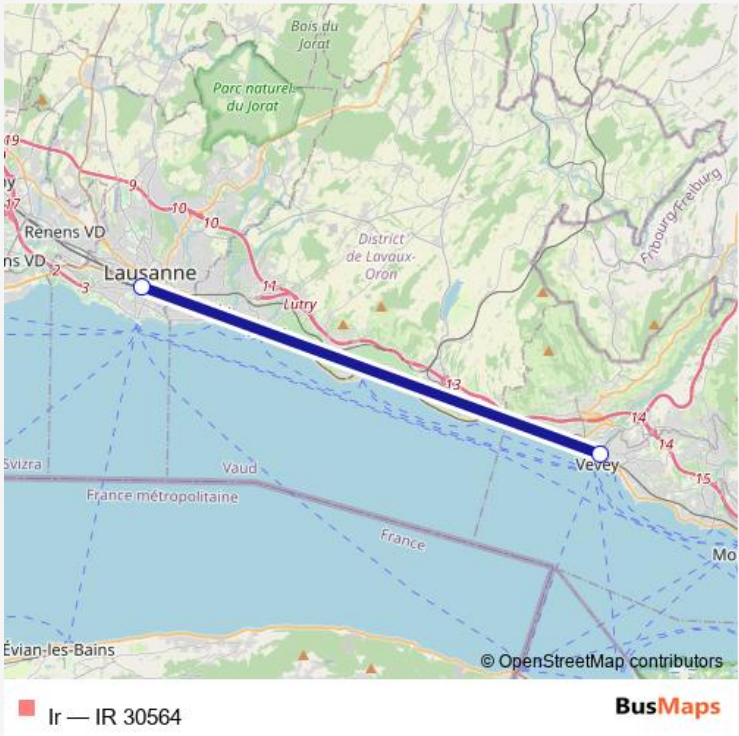 Bois du
Jorat
Parc naturel
du Jorat
19
9
17
10
10
Renens VD
ns VD
2
3
Lausanne
11
Lutry
District
de Lavaux-
Oron
Fribourg/Freiburg
13
14
14
15
Vevey
Svizra
Vaud
France métropolitaine
France
Mo
Évian-les-Bains
© OpenStreetMap contributors
Ir — IR 30564
BusMaps